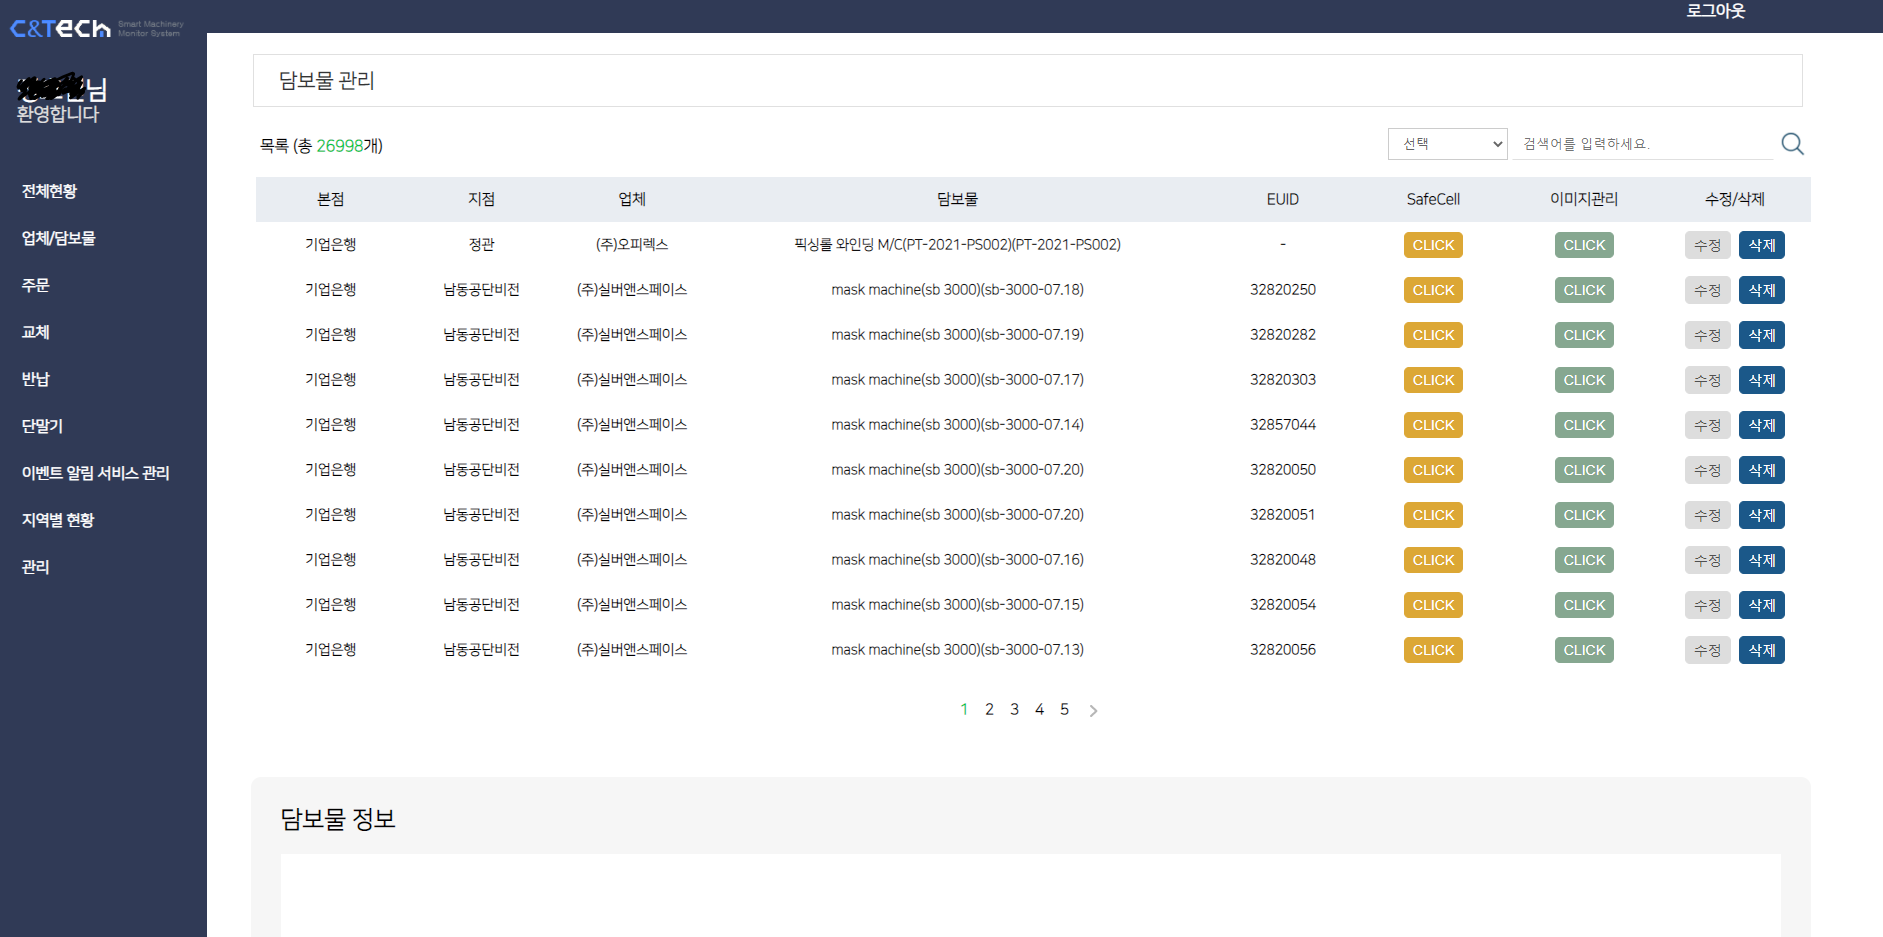 로그아웃
C&TECH Smart Machinery
Monitor System
님
환영합니다
전체현황
업체/담보물
주문
교체
반납
단말기
이벤트 알림 서비스 관리
지역별 현황
관리
담보물 관리
목록 (총 26998개)
선택 검색어를 입력하세요.
본점 지점 업체 담보물 EUID SafeCell 이미지관리 수정/삭제
기업은행 정관 (주)오피렉스 픽싱롤 와인딩 M/C(PT-2021-PS002)(PT-2021-PS002) - CLICK CLICK 수정 삭제
기업은행 남동공단비전 (주)실버앤스페이스 mask machine(sb 3000)(sb-3000-07.18) 32820250 CLICK CLICK 수정 삭제
기업은행 남동공단비전 (주)실버앤스페이스 mask machine(sb 3000)(sb-3000-07.19) 32820282 CLICK CLICK 수정 삭제
기업은행 남동공단비전 (주)실버앤스페이스 mask machine(sb 3000)(sb-3000-07.17) 32820303 CLICK CLICK 수정 삭제
기업은행 남동공단비전 (주)실버앤스페이스 mask machine(sb 3000)(sb-3000-07.14) 32857044 CLICK CLICK 수정 삭제
기업은행 남동공단비전 (주)실버앤스페이스 mask machine(sb 3000)(sb-3000-07.20) 32820050 CLICK CLICK 수정 삭제
기업은행 남동공단비전 (주)실버앤스페이스 mask machine(sb 3000)(sb-3000-07.20) 32820051 CLICK CLICK 수정 삭제
기업은행 남동공단비전 (주)실버앤스페이스 mask machine(sb 3000)(sb-3000-07.16) 32820048 CLICK CLICK 수정 삭제
기업은행 남동공단비전 (주)실버앤스페이스 mask machine(sb 3000)(sb-3000-07.15) 32820054 CLICK CLICK 수정 삭제
기업은행 남동공단비전 (주)실버앤스페이스 mask machine(sb 3000)(sb-3000-07.13) 32820056 CLICK CLICK 수정 삭제
1 2 3 4 5 >
담보물 정보